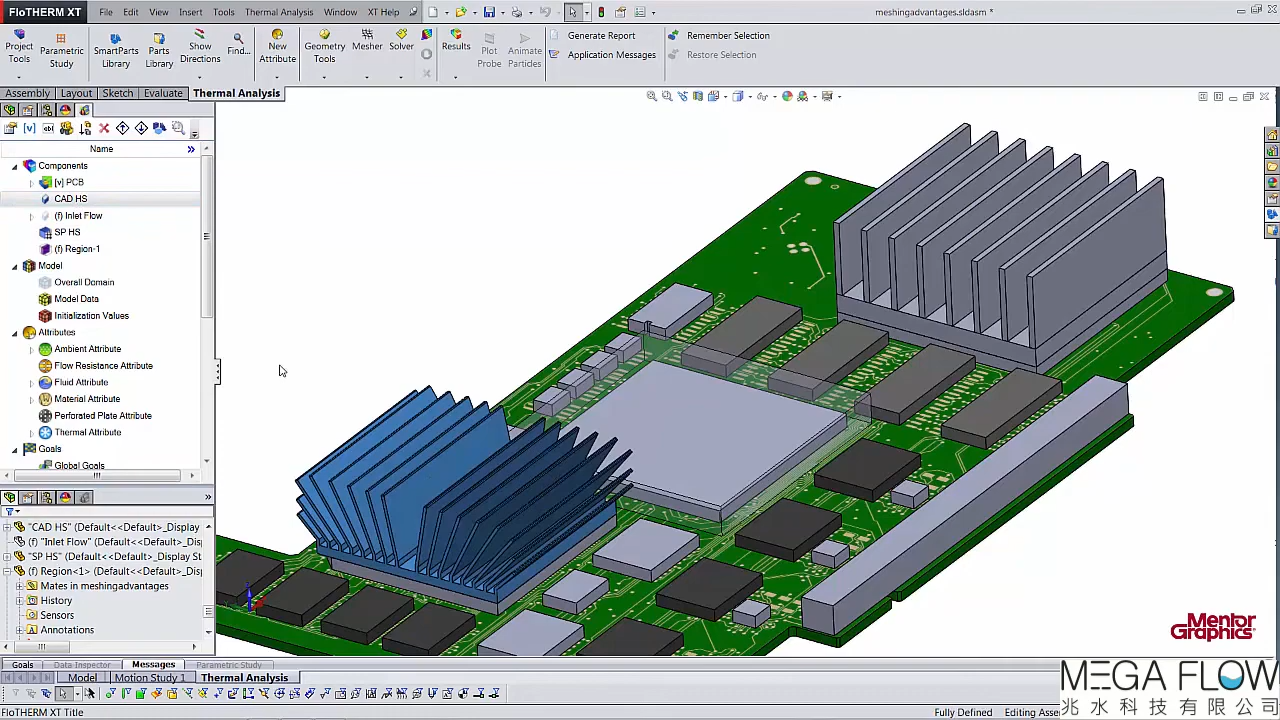 FloTHERM XT File Edit View Insert Tools Thermal Analysis Window XT Help meshingadvantages.sldasm *
Project Tools
Parametric Study
SmartParts Library
Parts Library
Show Directions
Find...
New Attribute
Geometry Tools
Mesher
Solver
Results
Plot Probe
Animate Particles
Generate Report
Application Messages
Remember Selection
Restore Selection
Assembly Layout Sketch Evaluate Thermal Analysis
Name
Components
[v] PCB
CAD HS
(f) Inlet Flow
SP HS
(f) Region-1
Model
Overall Domain
Model Data
Initialization Values
Attributes
Ambient Attribute
Flow Resistance Attribute
Fluid Attribute
Material Attribute
Perforated Plate Attribute
Thermal Attribute
Goals
Global Goals
"CAD HS" (Default<<Default>_Display
(f) "Inlet Flow" (Default<<Default>_Dis
"SP HS" (Default<<Default>_Display St
(f) Region<1> (Default<<Default>_Dis
Mates in meshingadvantages
History
Sensors
Annotations
Mentor
Graphics
Goals Data Inspector Messages Parametric Study
Model Motion Study 1 Thermal Analysis
FloTHERM XT Title Fully Defined Editing Asse
MEGA FLOW
兆水科技有限公司